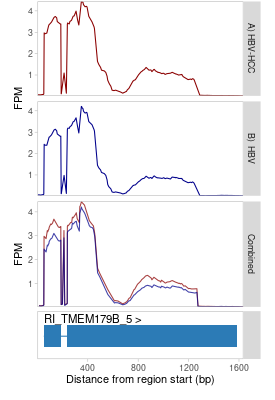 4
3
2
1
FPM
A) HBV-HCC
4
3
2
1
B) HBV
4
3
2
1
0
FPM
Combined
RI_TMEM179B_5 >
400
800
1200
1600
Distance from region start (bp)